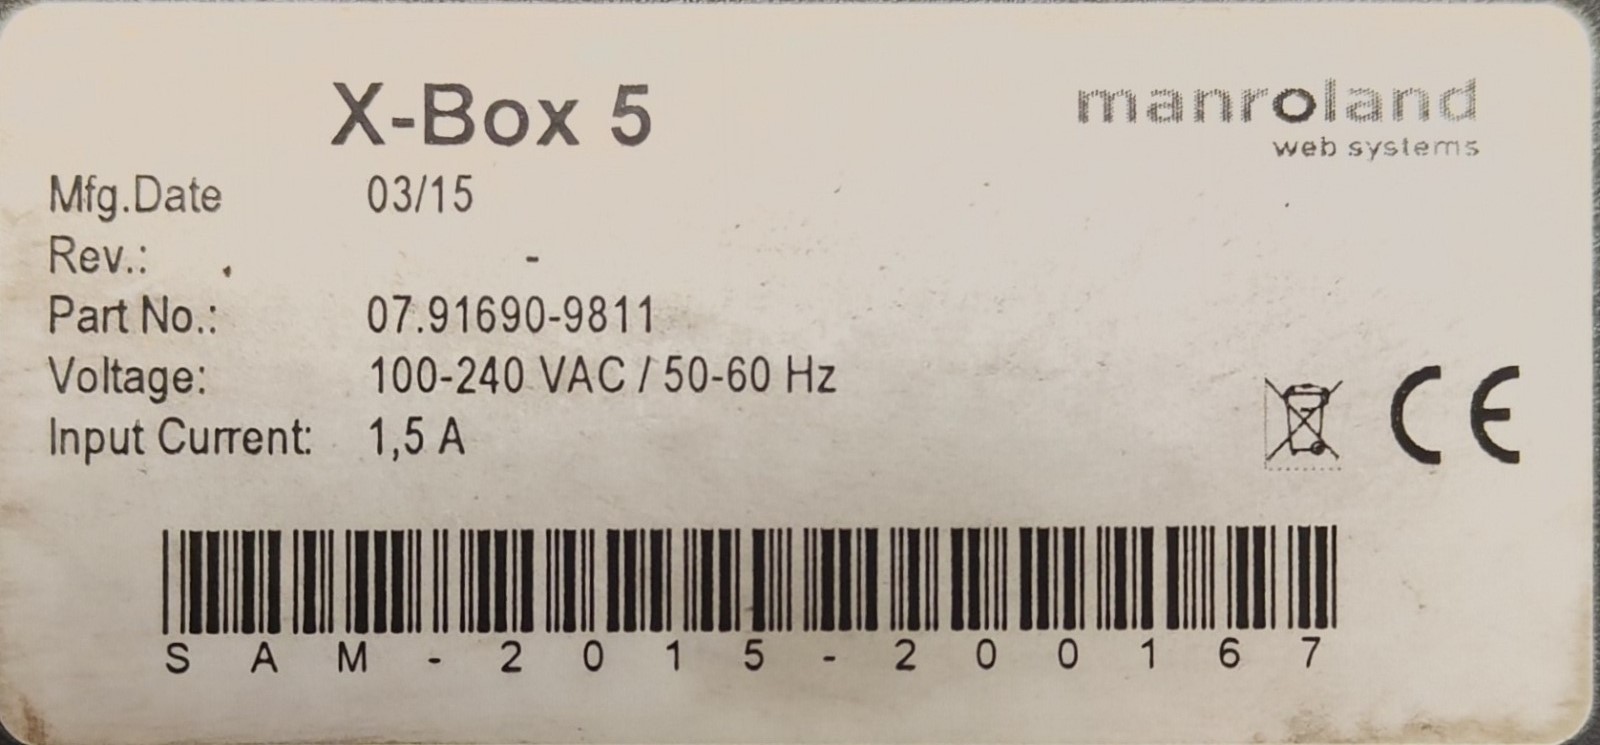 X-Box 5
manroland
web systems
Mfg.Date 03/15
Rev.: -
Part No.: 07.91690-9811
Voltage: 100-240 VAC / 50-60 Hz
Input Current: 1,5 A
CE
SAM-2015-200167